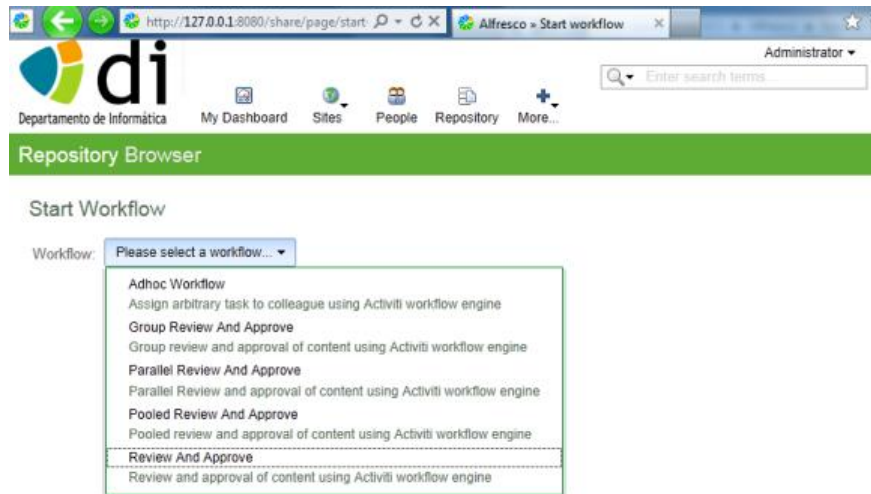 http://127.0.0.1:8080/share/page/start
Alfresco » Start workflow
Administrator
di
Departamento de Informática
My Dashboard
Sites
People
Repository
More...
Enter search terms...
Repository Browser
Start Workflow
Workflow:
Please select a workflow...
Adhoc Workflow
Assign arbitrary task to colleague using Activiti workflow engine
Group Review And Approve
Group review and approval of content using Activiti workflow engine
Parallel Review And Approve
Parallel Review and approval of content using Activiti workflow engine
Pooled Review And Approve
Pooled review and approval of content using Activiti workflow engine
Review And Approve
Review and approval of content using Activiti workflow engine